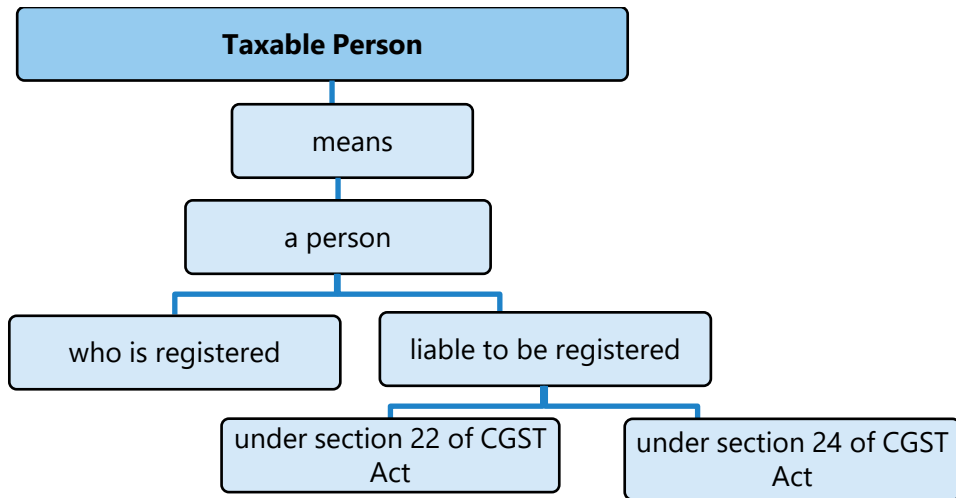 Taxable Person
means
a person
who is registered
liable to be registered
under section 22 of CGST
Act
under section 24 of CGST
Act